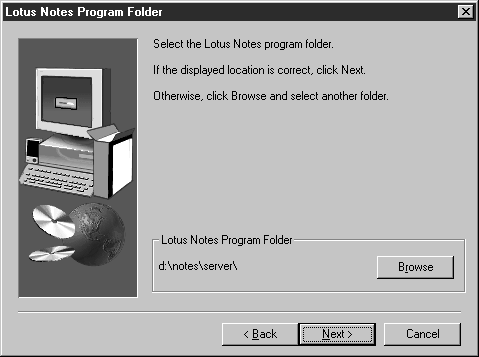 Lotus Notes Program Folder
Select the Lotus Notes program folder.
If the displayed location is correct, click Next.
Otherwise, click Browse and select another folder.
Lotus Notes Program Folder
d:\notes\server\
Browse
< Back
Next >
Cancel